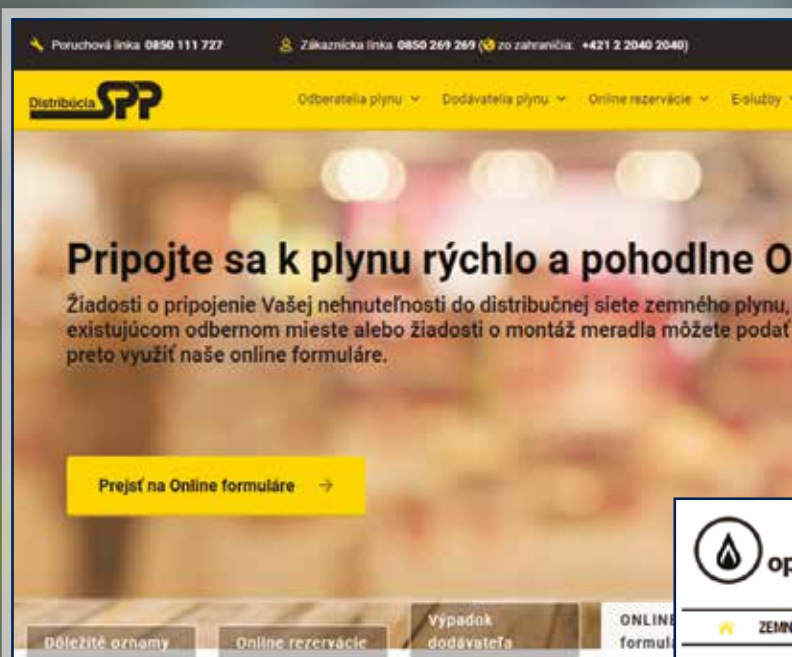 Poruchová linka 0850 111 727 Zákaznícka linka 0850 269 269 ( zo zahraničia: +421 2 2040 2040)
Distribúcia SPP Odberatelia plynu Dodávatelia plynu Online rezervácie E-služby
Pripojte sa k plynu rýchlo a pohodlne O
Žiadosti o pripojenie Vašej nehnuteľnosti do distribučnej siete zemného plynu,
existujúcom odbernom mieste alebo žiadosti o montáž meradla môžete podať
preto využiť naše online formuláre.
Prejsť na Online formuláre →
Dôležité oznamy
Online rezervácie
Výpadok
dodávateľa
ONLINE
formul
op
ZEMN